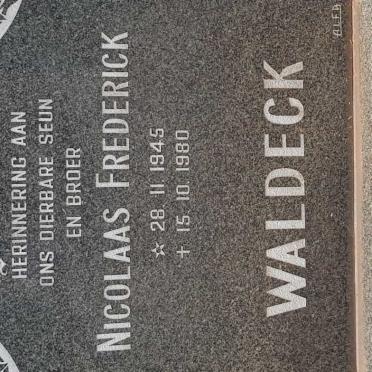 HERINNERING AAN
ONS DIERBARE SEUN
EN BROER
NICOLAAS FREDERICK
☆ 28. 11. 1945
+ 15. 10. 1980
WALDECK